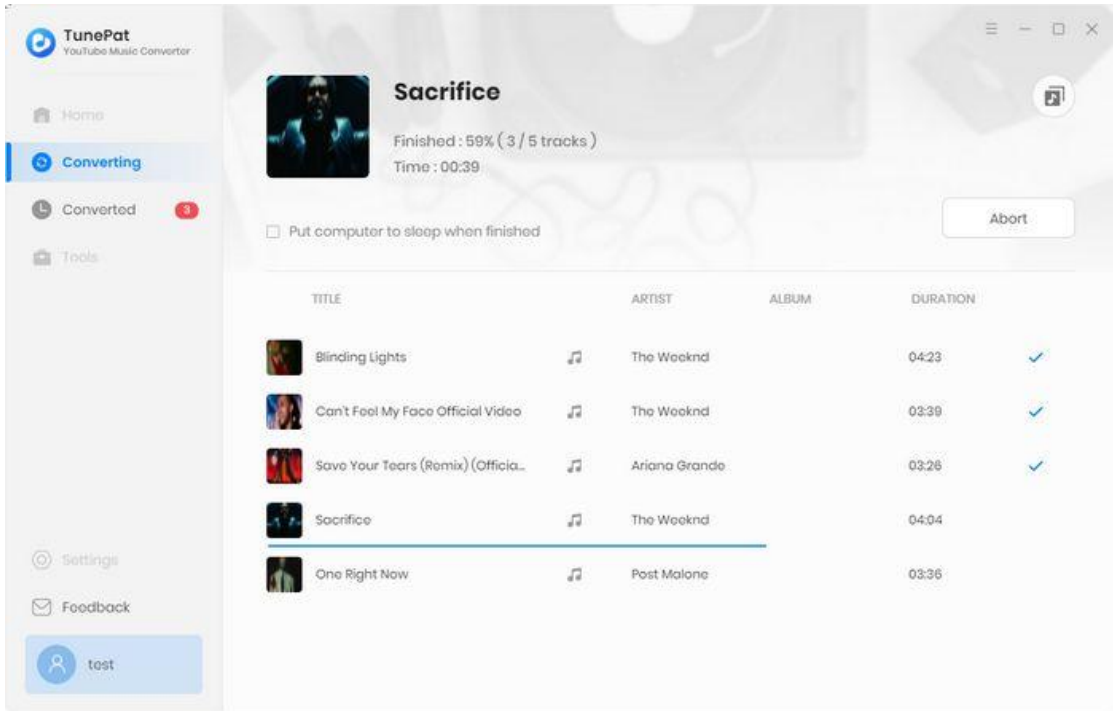 TunePat
YouTube Music Converter
Home
Converting
Converted 3
Tools
Settings
Feedback
test
Sacrifice
Finished : 59% ( 3 / 5 tracks )
Time : 00:39
Put computer to sleep when finished
Abort
TITLE ARTIST ALBUM DURATION
Blinding Lights The Weeknd 04:23
Can't Feel My Face Official Video The Weeknd 03:39
Save Your Tears (Remix) (Officia... Ariana Grande 03:26
Sacrifice The Weeknd 04:04
One Right Now Post Malone 03:36